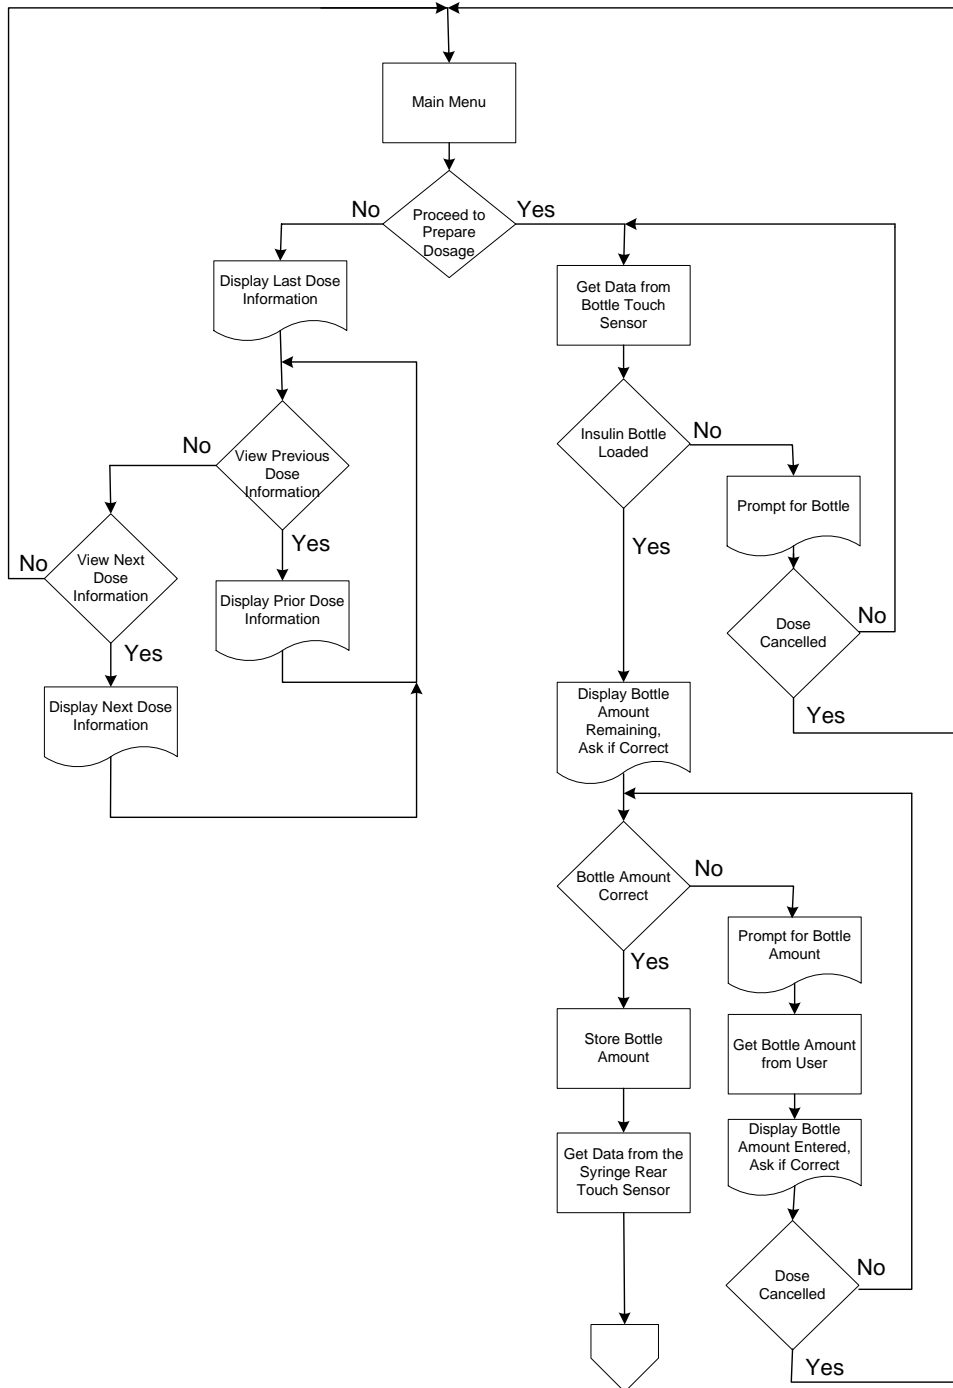 Main Menu
No
Proceed to
Prepare
Dosage
Yes
Display Last Dose
Information
Get Data from
Bottle Touch
Sensor
No
View Previous
Dose
Information
Yes
Insulin Bottle
Loaded
No
Prompt for Bottle
Yes
No
View Next
Dose
Information
Yes
Display Prior Dose
Information
Dose
Cancelled
No
Yes
Display Next Dose
Information
Display Bottle
Amount
Remaining,
Ask if Correct
Bottle Amount
Correct
No
Yes
Prompt for Bottle
Amount
Store Bottle
Amount
Get Bottle Amount
from User
Get Data from the
Syringe Rear
Touch Sensor
Display Bottle
Amount Entered,
Ask if Correct
Dose
Cancelled
No
Yes